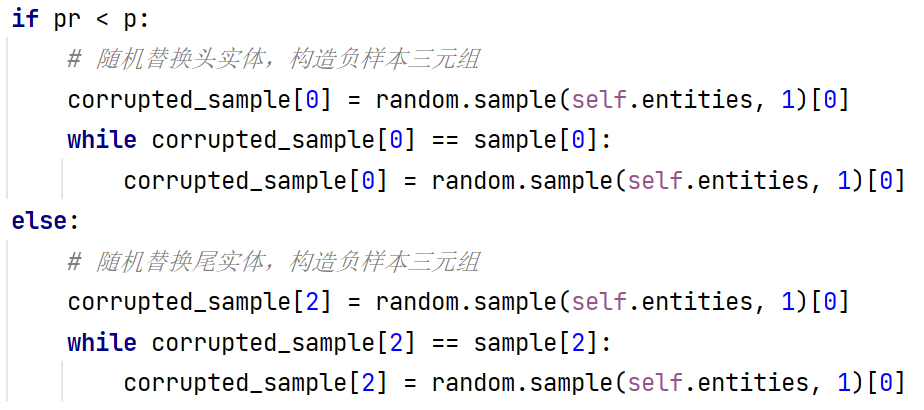 if pr < p:
    # 随机替换头实体，构造负样本三元组
    corrupted_sample[0] = random.sample(self.entities, 1)[0]
    while corrupted_sample[0] == sample[0]:
        corrupted_sample[0] = random.sample(self.entities, 1)[0]
else:
    # 随机替换尾实体，构造负样本三元组
    corrupted_sample[2] = random.sample(self.entities, 1)[0]
    while corrupted_sample[2] == sample[2]:
        corrupted_sample[2] = random.sample(self.entities, 1)[0]